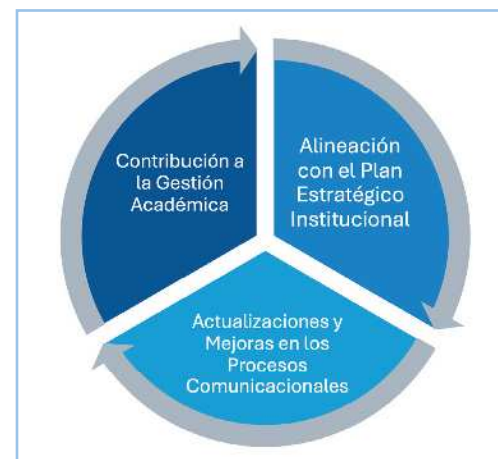 Contribución a
la Gestión
Académica
Alineación
con el Plan
Estratégico
Institucional
Actualizaciones y
Mejoras en los
Procesos
Comunicacionales